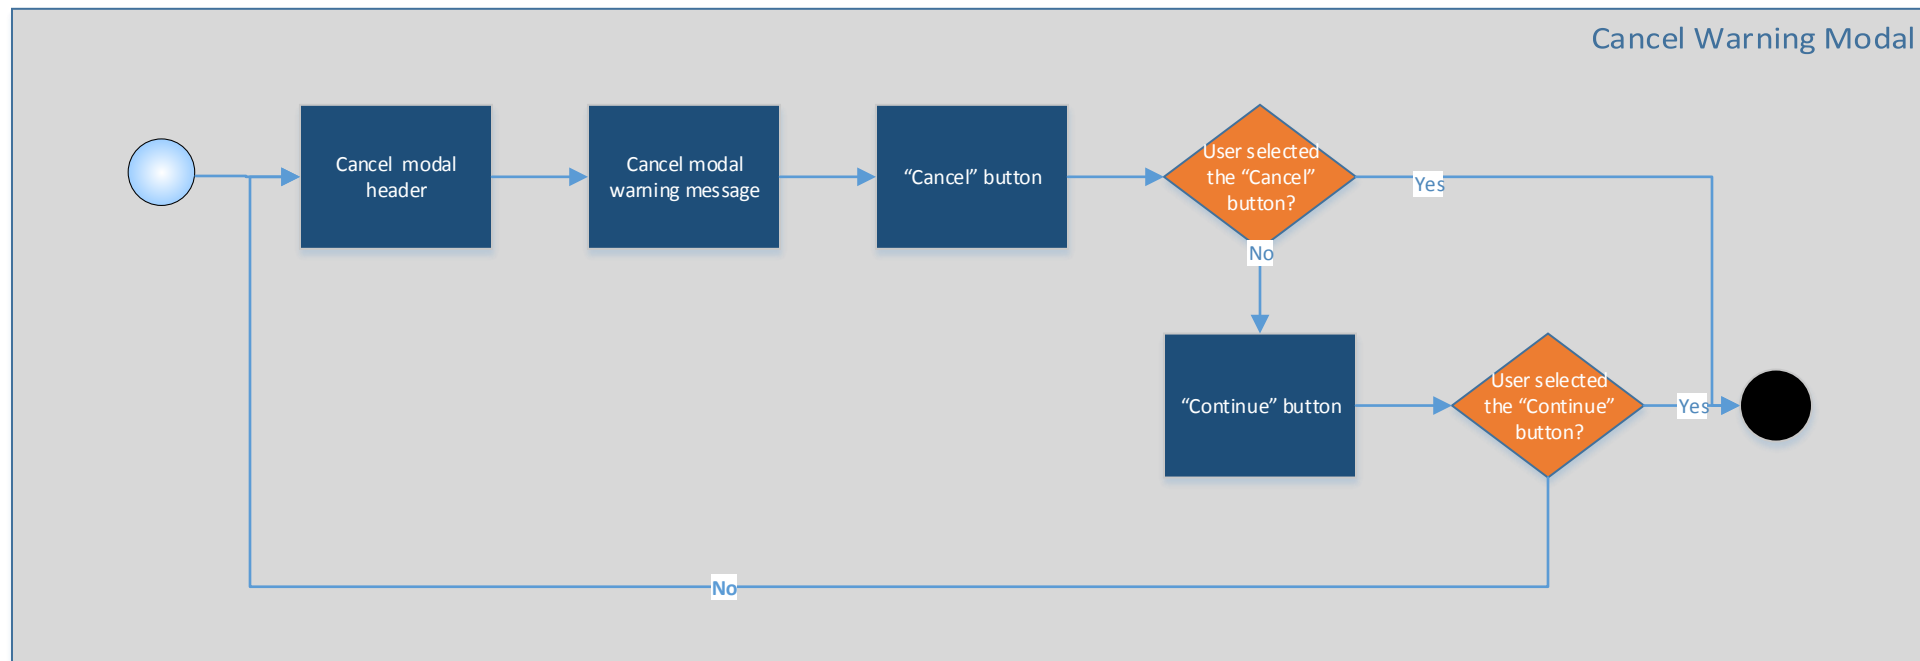 Cancel Warning Modal
Cancel modal
header
Cancel modal
warning message
“Cancel” button
User selected
the “Cancel”
button?
Yes
No
“Continue” button
User selected
the “Continue”
button?
Yes
No